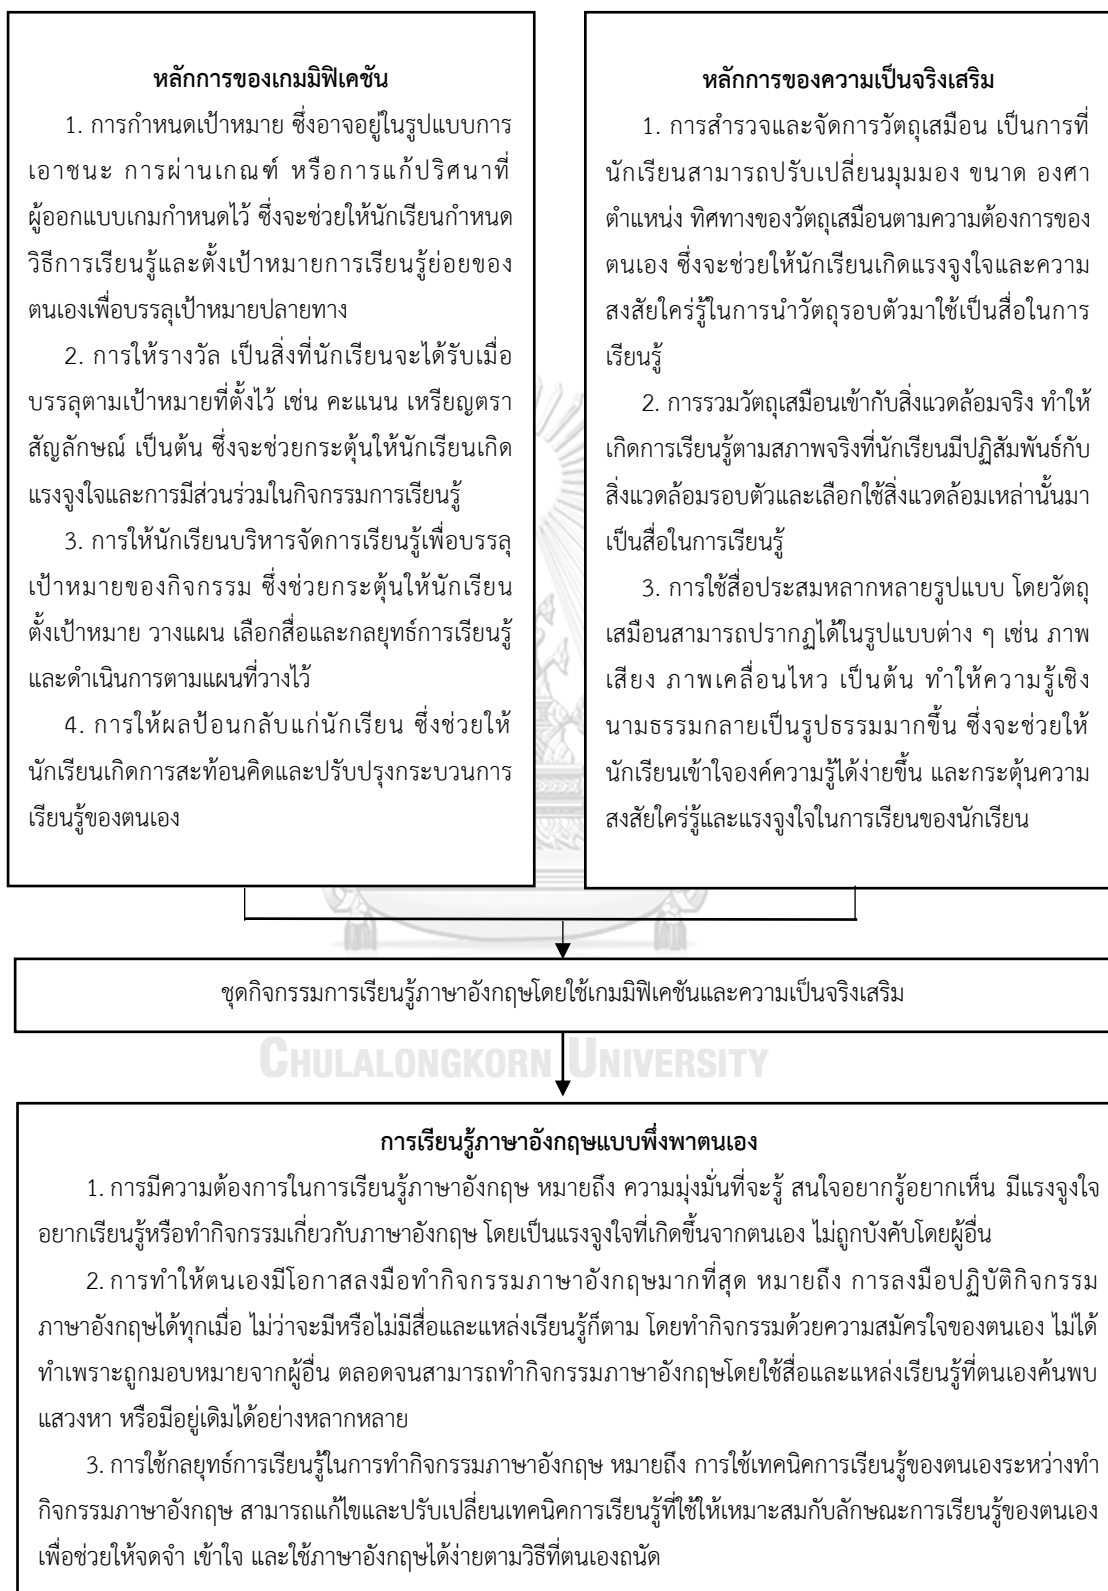 หลักการของเกมมิฟิเคชัน
1. การกำหนดเป้าหมาย ซึ่งอาจอยู่ในรูปแบบการ
เอาชนะ การผ่านเกณฑ์ หรือการแก้ปริศนาที่
ผู้ออกแบบเกมกำหนดไว้ ซึ่งจะช่วยให้นักเรียนกำหนด
วิธีการเรียนรู้และตั้งเป้าหมายการเรียนรู้ย่อยของ
ตนเองเพื่อบรรลุเป้าหมายปลายทาง
2. การให้รางวัล เป็นสิ่งที่นักเรียนจะได้รับเมื่อ
บรรลุตามเป้าหมายที่ตั้งไว้ เช่น คะแนน เหรียญตรา
สัญลักษณ์ เป็นต้น ซึ่งจะช่วยกระตุ้นให้นักเรียนเกิด
แรงจูงใจและการมีส่วนร่วมในกิจกรรมการเรียนรู้
3. การให้นักเรียนบริหารจัดการเรียนรู้เพื่อบรรลุ
เป้าหมายของกิจกรรม ซึ่งช่วยกระตุ้นให้นักเรียน
ตั้งเป้าหมาย วางแผน เลือกสื่อและกลยุทธ์การเรียนรู้
และดำเนินการตามแผนที่วางไว้
4. การให้ผลป้อนกลับแก่นักเรียน ซึ่งช่วยให้
นักเรียนเกิดการสะท้อนคิดและปรับปรุงกระบวนการ
เรียนรู้ของตนเอง
หลักการของความเป็นจริงเสริม
1. การสำรวจและจัดการวัตถุเสมือน เป็นการที่
นักเรียนสามารถปรับเปลี่ยนมุมมอง ขนาด องศา
ตำแหน่ง ทิศทางของวัตถุเสมือนตามความต้องการของ
ตนเอง ซึ่งจะช่วยให้นักเรียนเกิดแรงจูงใจและความ
สงสัยใคร่รู้ในการนำวัตถุรอบตัวมาใช้เป็นสื่อในการ
เรียนรู้
2. การรวมวัตถุเสมือนเข้ากับสิ่งแวดล้อมจริง ทำให้
เกิดการเรียนรู้ตามสภาพจริงที่นักเรียนมีปฏิสัมพันธ์กับ
สิ่งแวดล้อมรอบตัวและเลือกใช้สิ่งแวดล้อมเหล่านั้นมา
เป็นสื่อในการเรียนรู้
3. การใช้สื่อประสมหลากหลายรูปแบบ โดยวัตถุ
เสมือนสามารถปรากฏได้ในรูปแบบต่าง ๆ เช่น ภาพ
เสียง ภาพเคลื่อนไหว เป็นต้น ทำให้ความรู้เชิง
นามธรรมกลายเป็นรูปธรรมมากขึ้น ซึ่งจะช่วยให้
นักเรียนเข้าใจองค์ความรู้ได้ง่ายขึ้น และกระตุ้นความ
สงสัยใคร่รู้และแรงจูงใจในการเรียนของนักเรียน
ชุดกิจกรรมการเรียนรู้ภาษาอังกฤษโดยใช้เกมมิฟิเคชันและความเป็นจริงเสริม
CHULALONGKORN UNIVERSITY
การเรียนรู้ภาษาอังกฤษแบบพึ่งพาตนเอง
1. การมีความต้องการในการเรียนรู้ภาษาอังกฤษ หมายถึง ความมุ่งมั่นที่จะรู้ สนใจอยากรู้อยากเห็น มีแรงจูงใจ
อยากเรียนรู้หรือทำกิจกรรมเกี่ยวกับภาษาอังกฤษ โดยเป็นแรงจูงใจที่เกิดขึ้นจากตนเอง ไม่ถูกบังคับโดยผู้อื่น
2. การทำให้ตนเองมีโอกาสลงมือทำกิจกรรมภาษาอังกฤษมากที่สุด หมายถึง การลงมือปฏิบัติกิจกรรม
ภาษาอังกฤษได้ทุกเมื่อ ไม่ว่าจะมีหรือไม่มีสื่อและแหล่งเรียนรู้ก็ตาม โดยทำกิจกรรมด้วยความสมัครใจของตนเอง ไม่ได้
ทำเพราะถูกมอบหมายจากผู้อื่น ตลอดจนสามารถทำกิจกรรมภาษาอังกฤษโดยใช้สื่อและแหล่งเรียนรู้ที่ตนเองค้นพบ
แสวงหา หรือมีอยู่เดิมได้อย่างหลากหลาย
3. การใช้กลยุทธ์การเรียนรู้ในการทำกิจกรรมภาษาอังกฤษ หมายถึง การใช้เทคนิคการเรียนรู้ของตนเองระหว่างทำ
กิจกรรมภาษาอังกฤษ สามารถแก้ไขและปรับเปลี่ยนเทคนิคการเรียนรู้ที่ใช้ให้เหมาะสมกับลักษณะการเรียนรู้ของตนเอง
เพื่อช่วยให้จดจำ เข้าใจ และใช้ภาษาอังกฤษได้ง่ายตามวิธีที่ตนเองถนัด